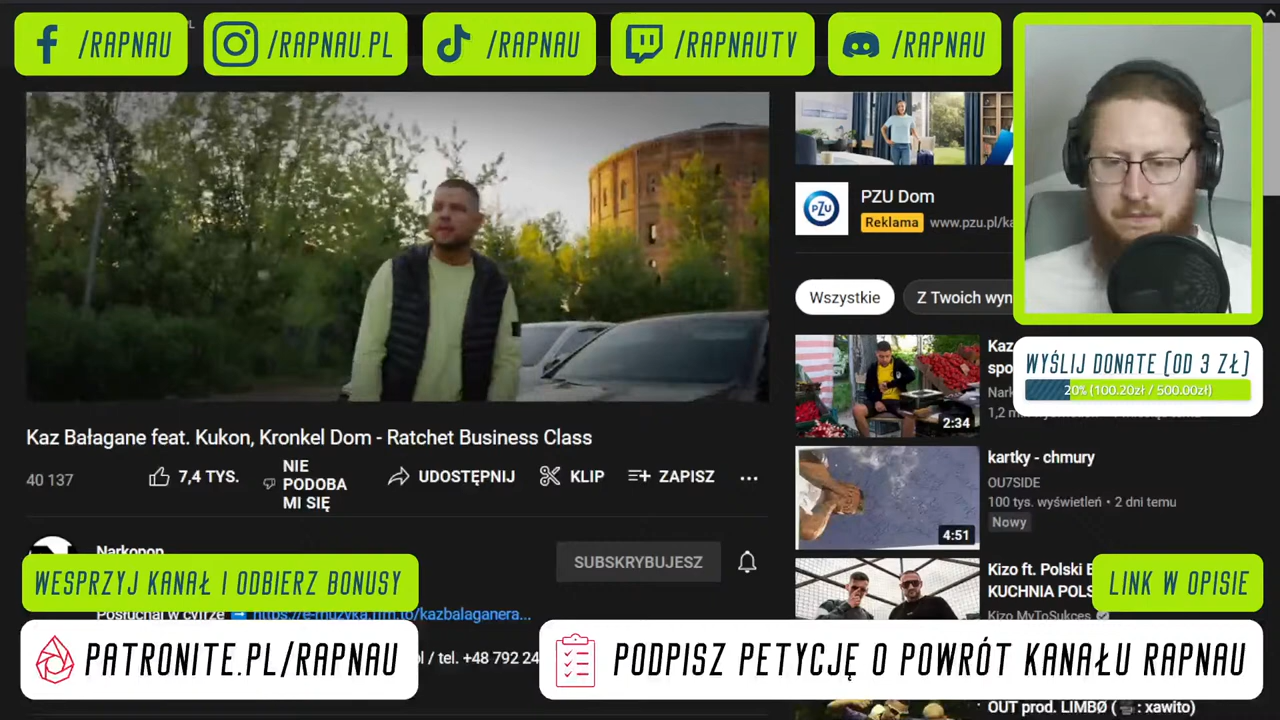 /RAPNAU
/RAPNAU.PL
/RAPNAU
/RAPNAUTV
/RAPNAU
PZU
PZU Dom
Reklama www.pzu.pl/ka
Wszystkie
Z Twoich wyn
2:34
Kaz
spo
Nark
1,2
WYŚLIJ DONATE (OD 3 ZŁ)
20% (100.20zł / 500.00zł)
Kaz Bałagane feat. Kukon, Kronkel Dom - Ratchet Business Class
40 137
7,4 TYS.
NIE
PODOBA
MI SIĘ
UDOSTĘPNIJ
KLIP
ZAPISZ
kartky - chmury
OU7SIDE
100 tys. wyświetleń • 2 dni temu
Nowy
4:51
Narkopop
SUBSKRYBUJESZ
WESPRZYJ KANAŁ I ODBIERZ BONUSY
Posłuchaj w cyfrze https://e-muzyka.ffm.to/kazbalaganera...
ol / tel. +48 792 24
PATRONITE.PL/RAPNAU
PODPISZ PETYCJĘ O POWRÓT KANAŁU RAPNAU
Kizo ft. Polski B
KUCHNIA POLS
Kizo MyToSukces
LINK W OPISIE
OUT prod. LIMBØ ( : xawito)